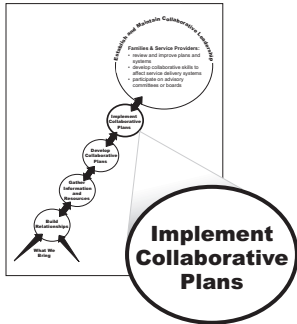 Establish and Maintain Collaborative Leadership
Families & Service Providers:
• review and improve plans and
systems
• develop collaborative skills to
affect service delivery systems
• participate on advisory
committees or boards
Implement
Collaborative
Plans
Develop
Collaborative
Plans
Gather
Information
and
Resources
Build
Relationships
What We
Bring
Implement
Collaborative
Plans